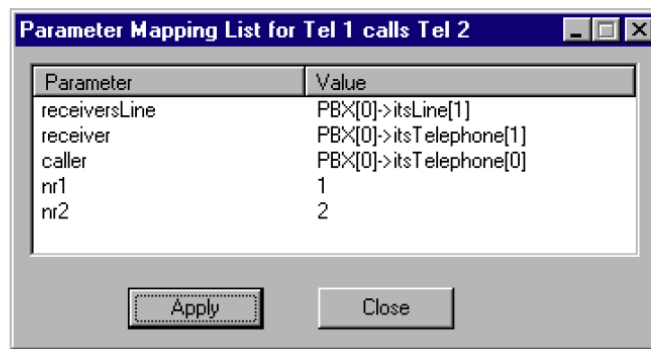 Parameter Mapping List for Tel 1 calls Tel 2
Parameter Value
receiversLine PBX[0]->itsLine[1]
receiver PBX[0]->itsTelephone[1]
caller PBX[0]->itsTelephone[0]
nr1 1
nr2 2
Apply Close